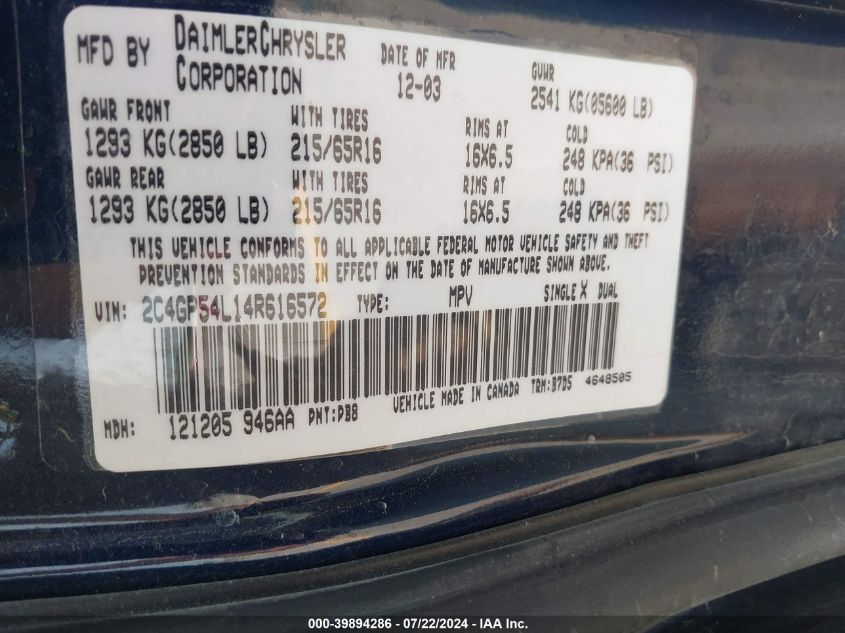 MFD BY DAIMLERCHRYSLER CORPORATION DATE OF MFR 12-03 GVWR 2541 KG(05600 LB)
GAWR FRONT WITH TIRES RIMS AT COLD
1293 KG(2850 LB) 215/65R16 16X6.5 248 KPA(36 PSI)
GAWR REAR WITH TIRES RIMS AT COLD
1293 KG(2850 LB) 215/65R16 16X6.5 248 KPA(36 PSI)
THIS VEHICLE CONFORMS TO ALL APPLICABLE FEDERAL MOTOR VEHICLE SAFETY AND THEFT
PREVENTION STANDARDS IN EFFECT ON THE DATE OF MANUFACTURE SHOWN ABOVE.
VIN: 2C4GP54L14R616572 TYPE: MPV SINGLE X DUAL
MDH: 121205 946AA PNT:PB8 VEHICLE MADE IN CANADA TRM:B7D5 4648505
000-39894286 - 07/22/2024 - IAA Inc.